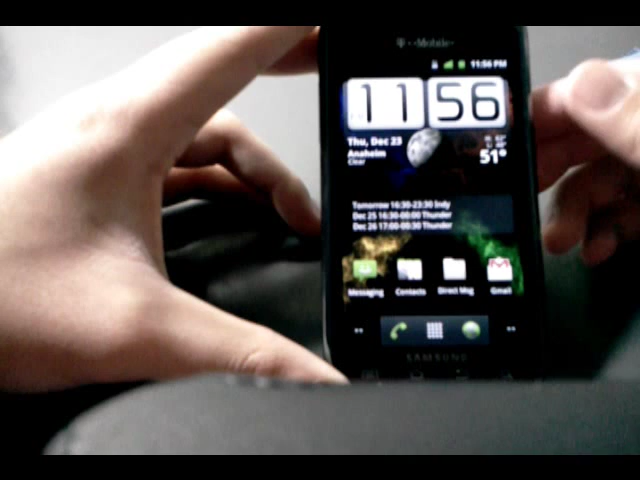 T-Mobile
11:56 PM
11 56
Thu, Dec 23
Anaheim
Clear
51°
Tomorrow 16:30-23:30 Indy
Dec 25 16:30-00:00 Thunder
Dec 26 17:00-00:30 Thunder
Messaging Contacts Direct Msg Gmail
SAMSUNG